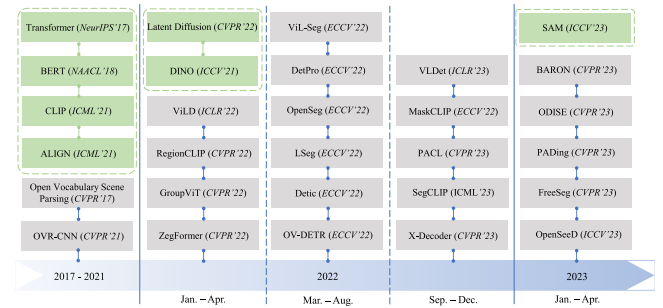 Transformer (NeurIPS'17)
BERT (NAACL'18)
CLIP (ICML'21)
ALIGN (ICML'21)
Open Vocabulary Scene
Parsing (CVPR'17)
OVR-CNN (CVPR'21)
2017 - 2021
Latent Diffusion (CVPR'22)
DINO (ICCV'21)
ViLD (ICLR'22)
RegionCLIP (CVPR'22)
GroupViT (CVPR'22)
ZegFormer (CVPR'22)
Jan. – Apr.
ViL-Seg (ECCV'22)
DetPro (ECCV'22)
OpenSeg (ECCV'22)
LSeg (ECCV'22)
Detic (ECCV'22)
OV-DETR (ECCV'22)
2022
Mar. – Aug.
VLDet (ICLR'23)
MaskCLIP (ECCV'22)
PACL (CVPR'23)
SegCLIP (ICML'23)
X-Decoder (CVPR'23)
Sep. – Dec.
SAM (ICCV'23)
BARON (CVPR'23)
ODISE (CVPR'23)
PADing (CVPR'23)
FreeSeg (CVPR'23)
OpenSeeD (ICCV'23)
2023
Jan. – Apr.